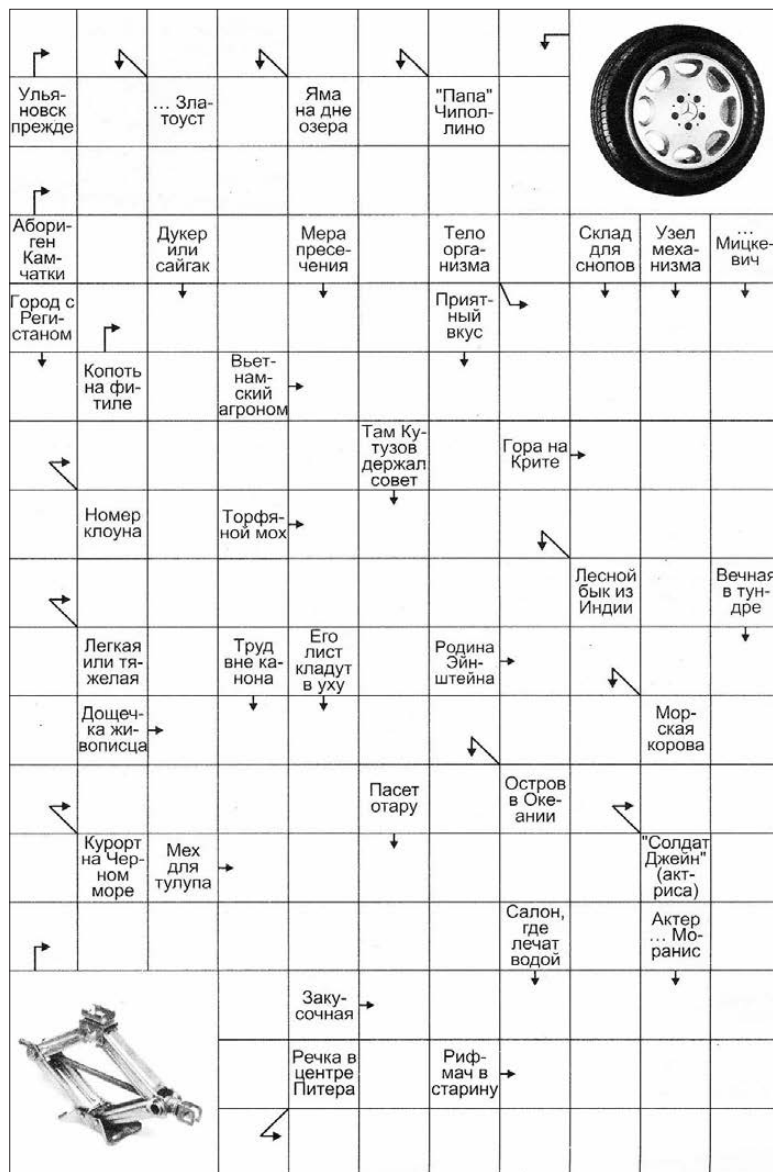 Улья-
новск
прежде
... Зла-
тоуст
Яма
на дне
озера
"Папа"
Чипол-
лино
Абори-
ген
Кам-
чатки
Дукер
или
сайгак
Мера
пресе-
чения
Тело
орга-
низма
Склад
для
снопов
Узел
меха-
низма
...
Мицке-
вич
Город с
Реги-
станом
Прият-
ный
вкус
Копоть
на фи-
тиле
Вьет-
нам-
ский
агроном
Там Ку-
тузов
держал
совет
Гора на
Крите
Номер
клоуна
Торфя-
ной мох
Лесной
бык из
Индии
Вечная
в тун-
дре
Легкая
или тя-
желая
Труд
вне ка-
нона
Его
лист
кладут
в уху
Родина
Эйн-
штейна
Дощеч-
ка жи-
вописца
Мор-
ская
корова
Пасет
отару
Остров
в Оке-
ании
Курорт
на Чер-
ном
море
Мех
для
тулупа
"Солдат
Джейн"
(акт-
риса)
Салон,
где
лечат
водой
Актер
... Мо-
ранис
Заку-
сочная
Речка в
центре
Питера
Риф-
мач в
старину